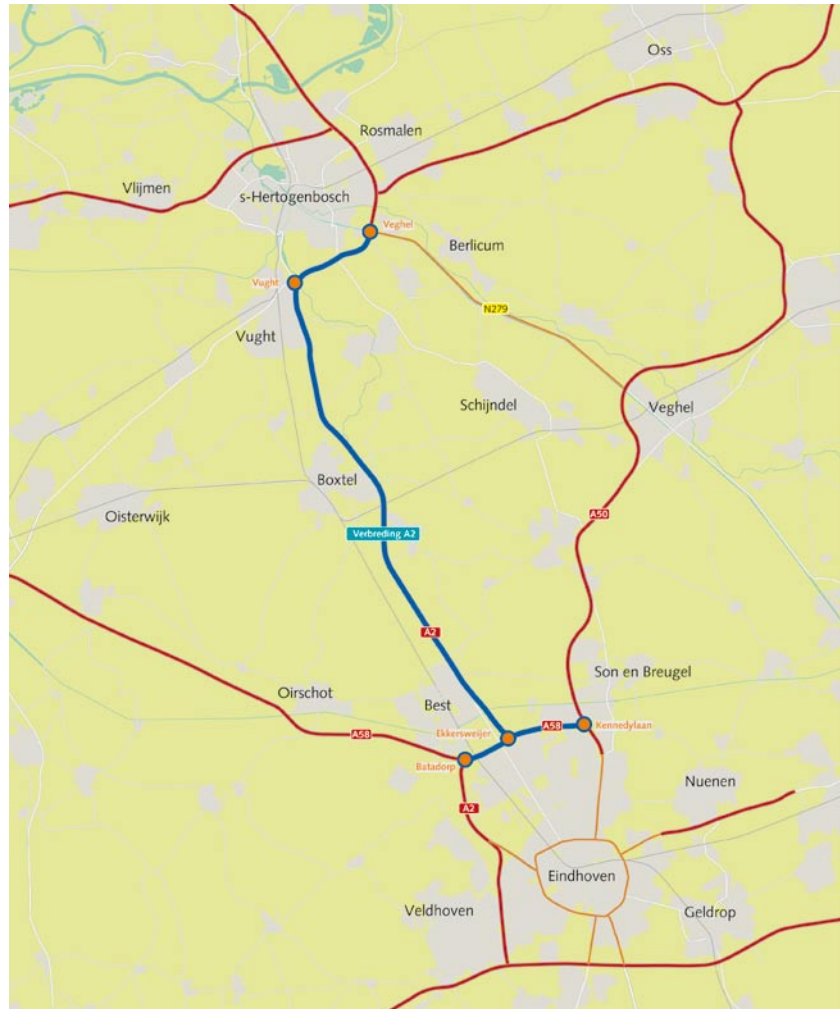 Oss
Rosmalen
Vlijmen
s-Hertogenbosch
Veghel
Berlicum
Vught
N279
Vught
Schijndel
Veghel
Boxtel
Oisterwijk
A50
Verbreding A2
A2
Son en Breugel
Oirschot
Best
Ekkersweijer
A58
Kennedylaan
A58
Batadorp
Nuenen
A2
Eindhoven
Veldhoven
Geldrop